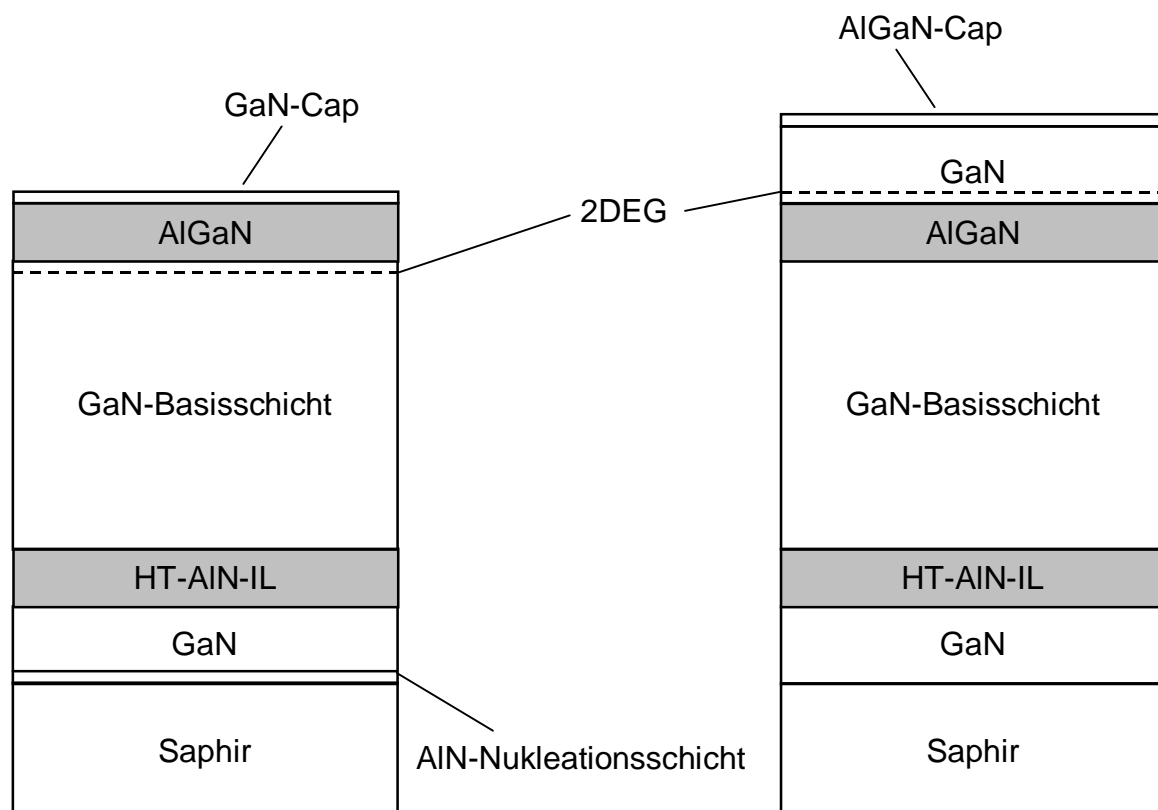 AlGaN-Cap
GaN-Cap
GaN
2DEG
AlGaN
AlGaN
GaN-Basisschicht
GaN-Basisschicht
HT-AlN-IL
HT-AlN-IL
GaN
GaN
Saphir
AlN-Nukleationsschicht
Saphir